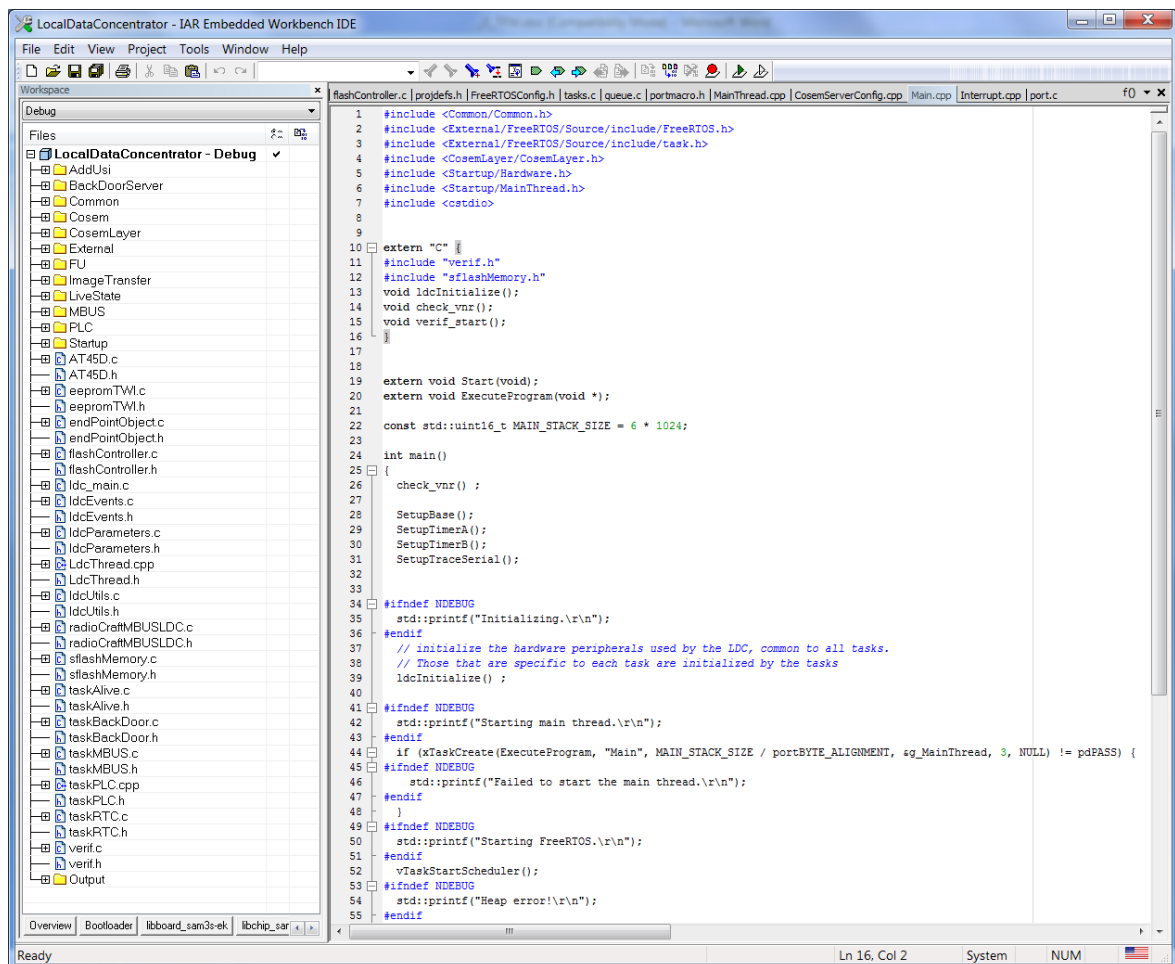 LocalDataConcentrator - IAR Embedded Workbench IDE
File Edit View Project Tools Window Help
Workspace
flashController.c | projdefs.h | FreeRTOSConfig.h | tasks.c | queue.c | portmacro.h | MainThread.cpp | CosemServerConfig.cpp | Main.cpp | Interrupt.cpp | port.c f()
Debug
Files
LocalDataConcentrator - Debug
AddUsi
BackDoorServer
Common
Cosem
CosemLayer
External
FU
ImageTransfer
LiveState
MBUS
PLC
Startup
AT45D.c
AT45D.h
eepromTWI.c
eepromTWI.h
endPointObject.c
endPointObject.h
flashController.c
flashController.h
ldc_main.c
ldcEvents.c
ldcEvents.h
ldcParameters.c
ldcParameters.h
LdcThread.cpp
LdcThread.h
ldcUtils.c
ldcUtils.h
radioCraftMBUSLDC.c
radioCraftMBUSLDC.h
sflashMemory.c
sflashMemory.h
taskAlive.c
taskAlive.h
taskBackDoor.c
taskBackDoor.h
taskMBUS.c
taskMBUS.h
taskPLC.cpp
taskPLC.h
taskRTC.c
taskRTC.h
verif.c
verif.h
Output
Overview Bootloader libboard_sam3s-ek libchip_sar
1 #include <Common/Common.h>
2 #include <External/FreeRTOS/Source/include/FreeRTOS.h>
3 #include <External/FreeRTOS/Source/include/task.h>
4 #include <CosemLayer/CosemLayer.h>
5 #include <Startup/Hardware.h>
6 #include <Startup/MainThread.h>
7 #include <cstdio>
8
9
10 extern "C" {
11 #include "verif.h"
12 #include "sflashMemory.h"
13 void ldcInitialize();
14 void check_vnr();
15 void verif_start();
16 }
17
18
19 extern void Start(void);
20 extern void ExecuteProgram(void *);
21
22 const std::uint16_t MAIN_STACK_SIZE = 6 * 1024;
23
24 int main()
25 {
26 check_vnr() ;
27
28 SetupBase();
29 SetupTimerA();
30 SetupTimerB();
31 SetupTraceSerial();
32
33
34 #ifndef NDEBUG
35 std::printf("Initializing.\r\n");
36 #endif
37 // initialize the hardware peripherals used by the LDC, common to all tasks.
38 // Those that are specific to each task are initialized by the tasks
39 ldcInitialize() ;
40
41 #ifndef NDEBUG
42 std::printf("Starting main thread.\r\n");
43 #endif
44 if (xTaskCreate(ExecuteProgram, "Main", MAIN_STACK_SIZE / portBYTE_ALIGNMENT, &g_MainThread, 3, NULL) != pdPASS) {
45 #ifndef NDEBUG
46 std::printf("Failed to start the main thread.\r\n");
47 #endif
48 }
49 #ifndef NDEBUG
50 std::printf("Starting FreeRTOS.\r\n");
51 #endif
52 vTaskStartScheduler();
53 #ifndef NDEBUG
54 std::printf("Heap error!\r\n");
55 #endif
Ready Ln 16, Col 2 System NUM